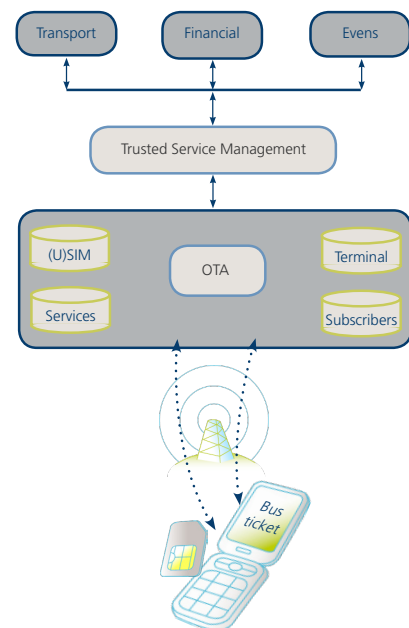 Transport
Financial
Evens
Trusted Service Management
(U)SIM
OTA
Terminal
Services
Subscribers
Bus
ticket